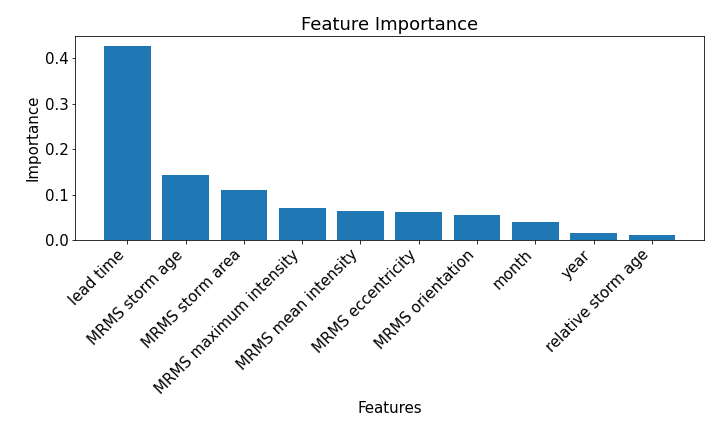 Feature Importance
Importance
0.4
0.3
0.2
0.1
0.0
lead time
MRMS storm age
MRMS storm area
MRMS maximum intensity
MRMS mean intensity
MRMS eccentricity
MRMS orientation
month
year
relative storm age
Features